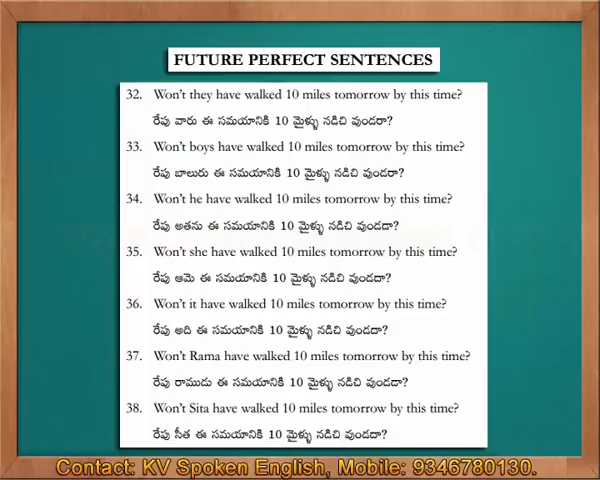 FUTURE PERFECT SENTENCES
32. Won't they have walked 10 miles tomorrow by this time?
రేపు వారు ఈ సమయానికి 10 మైళ్ళు నడిచి వుండరా?
33. Won't boys have walked 10 miles tomorrow by this time?
రేపు బాలురు ఈ సమయానికి 10 మైళ్ళు నడిచి వుండరా?
34. Won't he have walked 10 miles tomorrow by this time?
రేపు అతను ఈ సమయానికి 10 మైళ్ళు నడిచి వుండడా?
35. Won't she have walked 10 miles tomorrow by this time?
రేపు ఆమె ఈ సమయానికి 10 మైళ్ళు నడిచి వుండదా?
36. Won't it have walked 10 miles tomorrow by this time?
రేపు అది ఈ సమయానికి 10 మైళ్ళు నడిచి వుండదా?
37. Won't Rama have walked 10 miles tomorrow by this time?
రేపు రాముడు ఈ సమయానికి 10 మైళ్ళు నడిచి వుండడా?
38. Won't Sita have walked 10 miles tomorrow by this time?
రేపు సీత ఈ సమయానికి 10 మైళ్ళు నడిచి వుండదా?
Contact: KV Spoken English, Mobile: 9346780130.